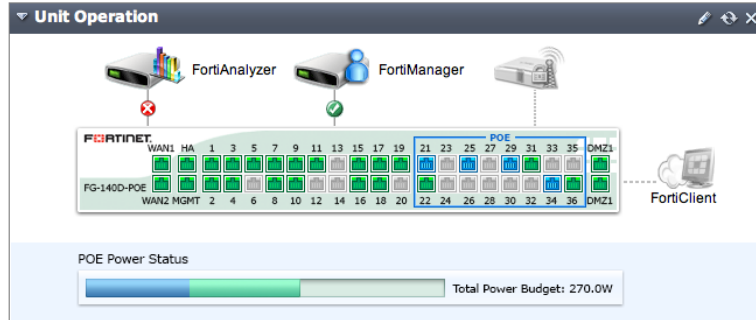 Unit Operation
FortiAnalyzer
FortiManager
FORTINET
POE
WAN1 HA 1 3 5 7 9 11 13 15 17 19 21 23 25 27 29 31 33 35 DMZ1
FG-140D-POE
WAN2 MGMT 2 4 6 8 10 12 14 16 18 20 22 24 26 28 30 32 34 36 DMZ1
FortiClient
POE Power Status
Total Power Budget: 270.0W